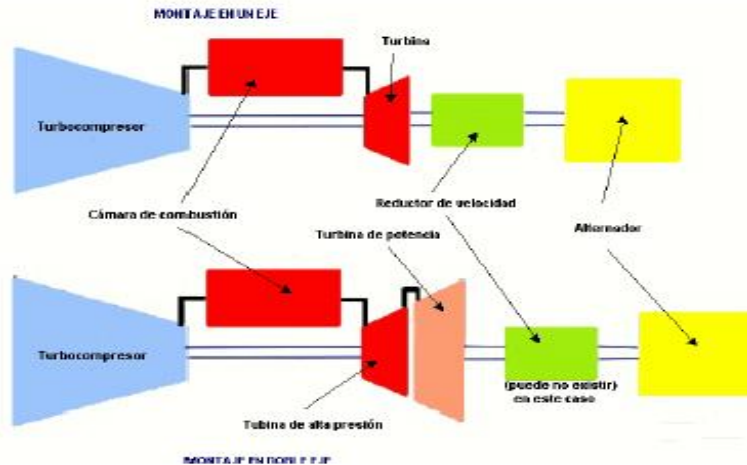 MONTAJE EN UN EJE
Turbina
Turbocompresor
Cámara de combustión
Reductor de velocidad
Turbina de potencia
Alternador
Turbocompresor
(puede no existir)
en este caso
Tubina de alta presión
MONTAJE EN DOBLE EJE